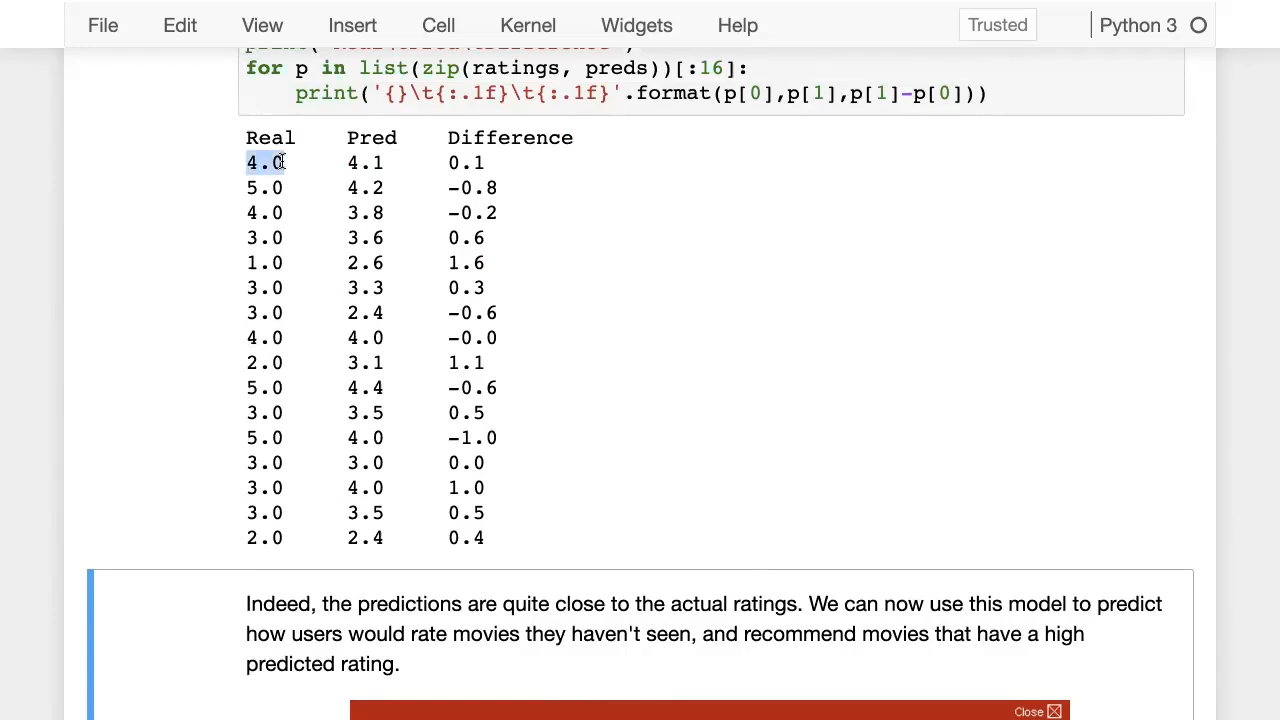 File Edit View Insert Cell Kernel Widgets Help Trusted Python 3
for p in list(zip(ratings, preds))[:16]:
print('{}\t{:.1f}\t{:.1f}'.format(p[0],p[1],p[1]-p[0]))
Real Pred Difference
4.0 4.1 0.1
5.0 4.2 -0.8
4.0 3.8 -0.2
3.0 3.6 0.6
1.0 2.6 1.6
3.0 3.3 0.3
3.0 2.4 -0.6
4.0 4.0 -0.0
2.0 3.1 1.1
5.0 4.4 -0.6
3.0 3.5 0.5
5.0 4.0 -1.0
3.0 3.0 0.0
3.0 4.0 1.0
3.0 3.5 0.5
2.0 2.4 0.4
Indeed, the predictions are quite close to the actual ratings. We can now use this model to predict
how users would rate movies they haven't seen, and recommend movies that have a high
predicted rating.
Close